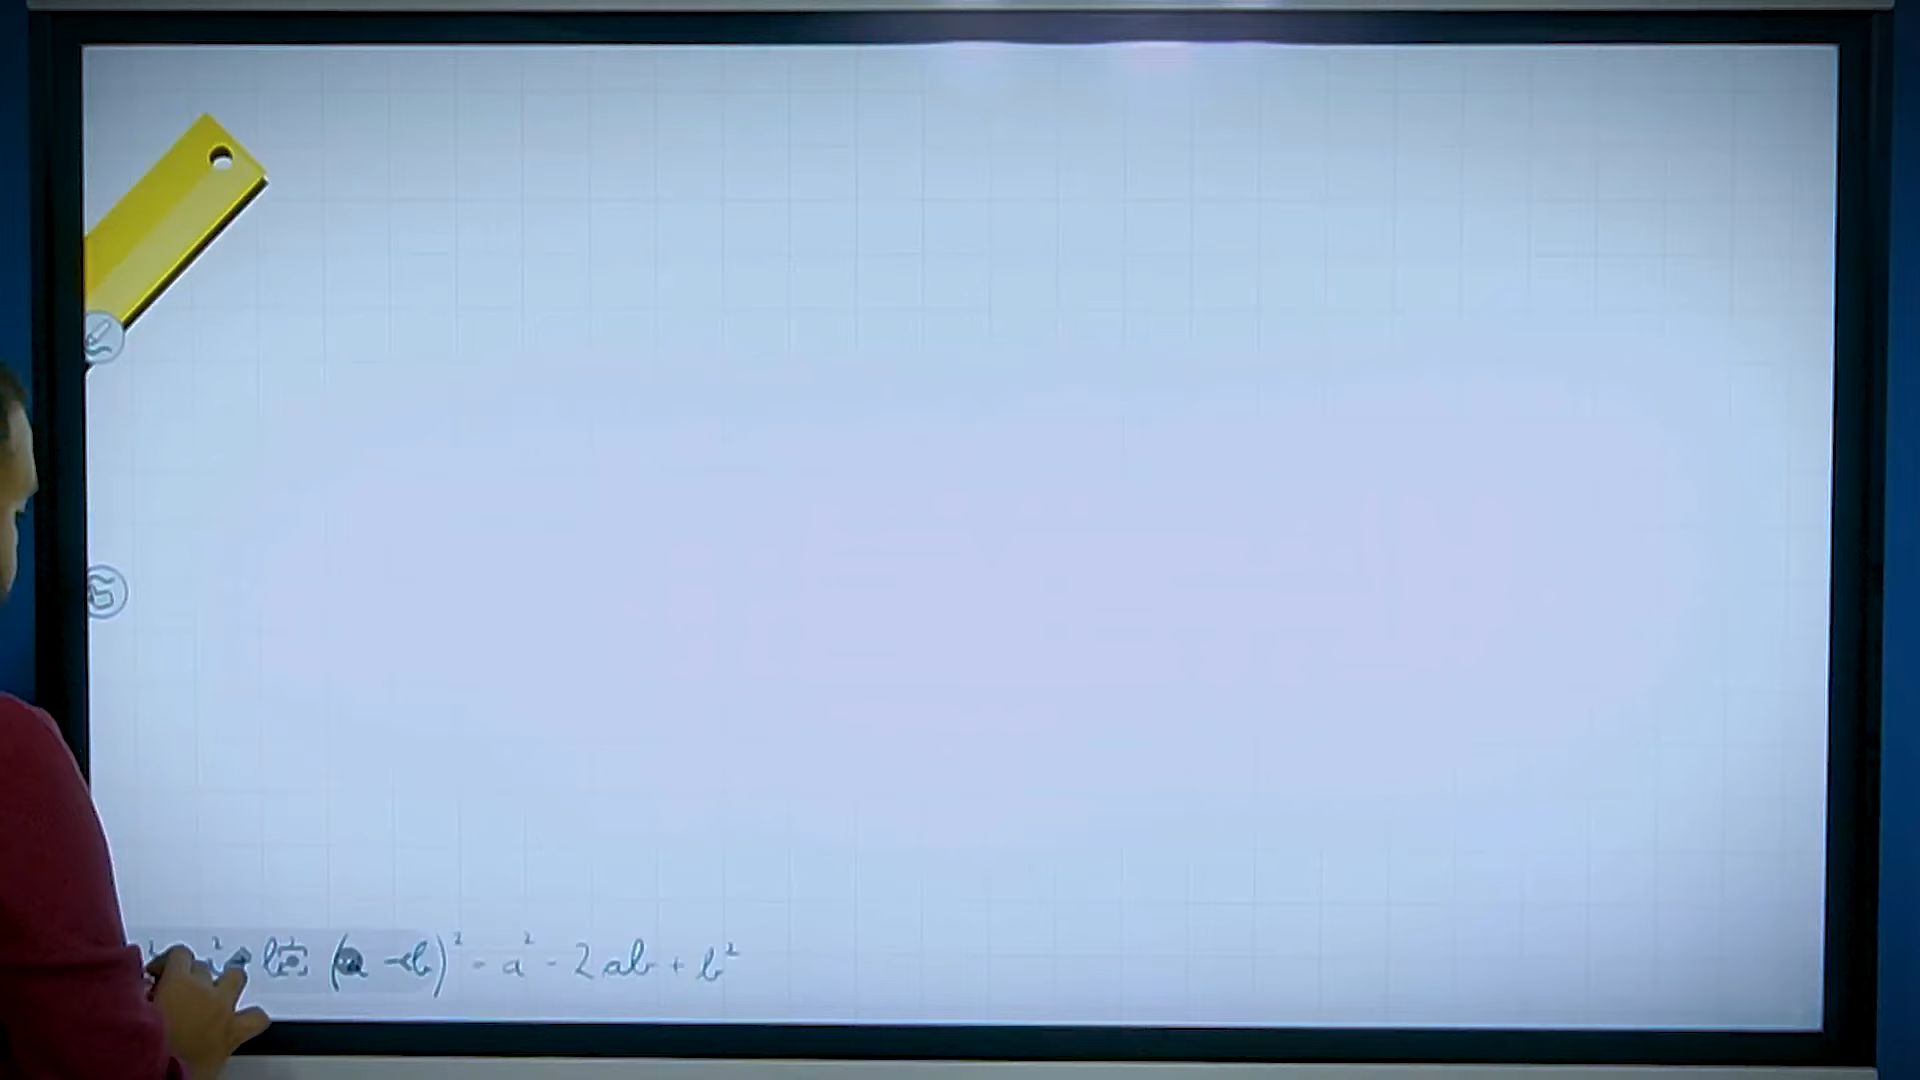 (a - b)² = a² - 2ab + b²